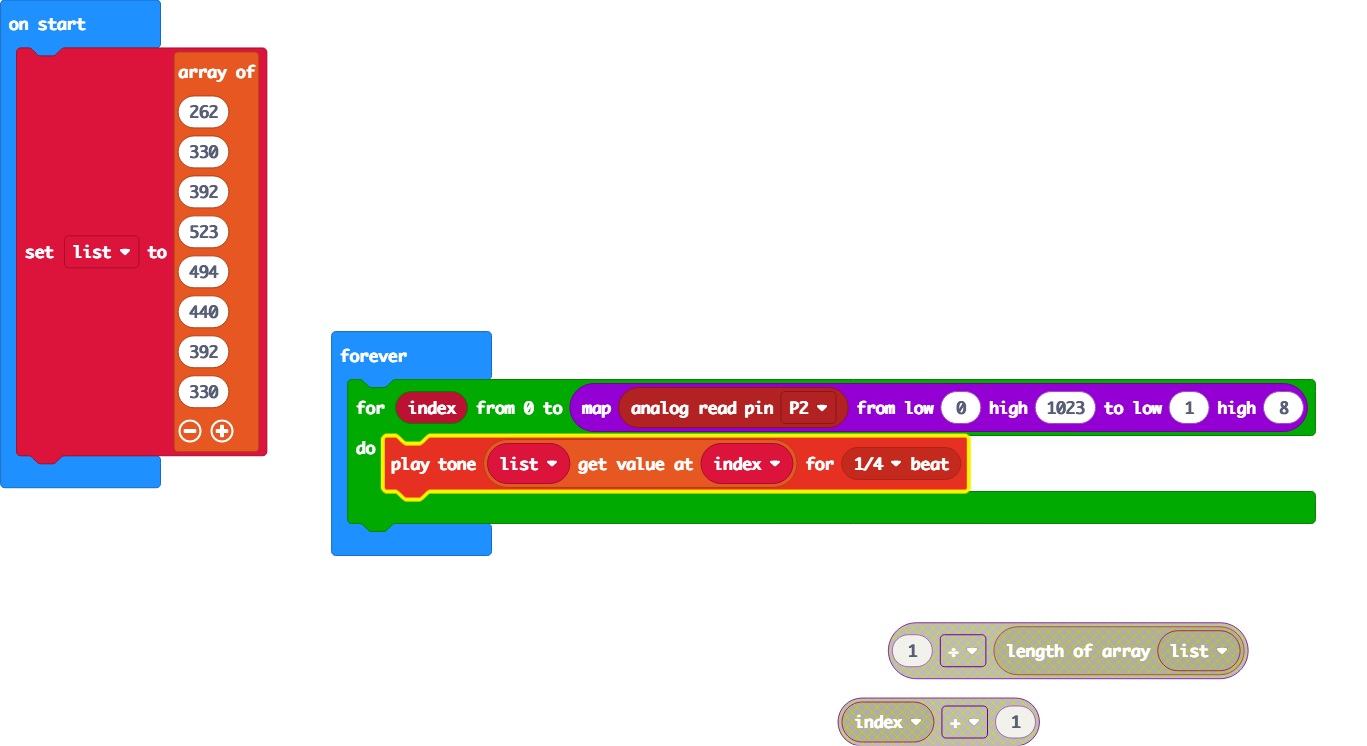 on start
array of
262
330
392
523
494
440
392
330
set list to
forever
for index from 0 to map analog read pin P2 from low 0 high 1023 to low 1 high 8
do
play tone list get value at index for 1/4 beat
1 ÷ length of array list
index + 1